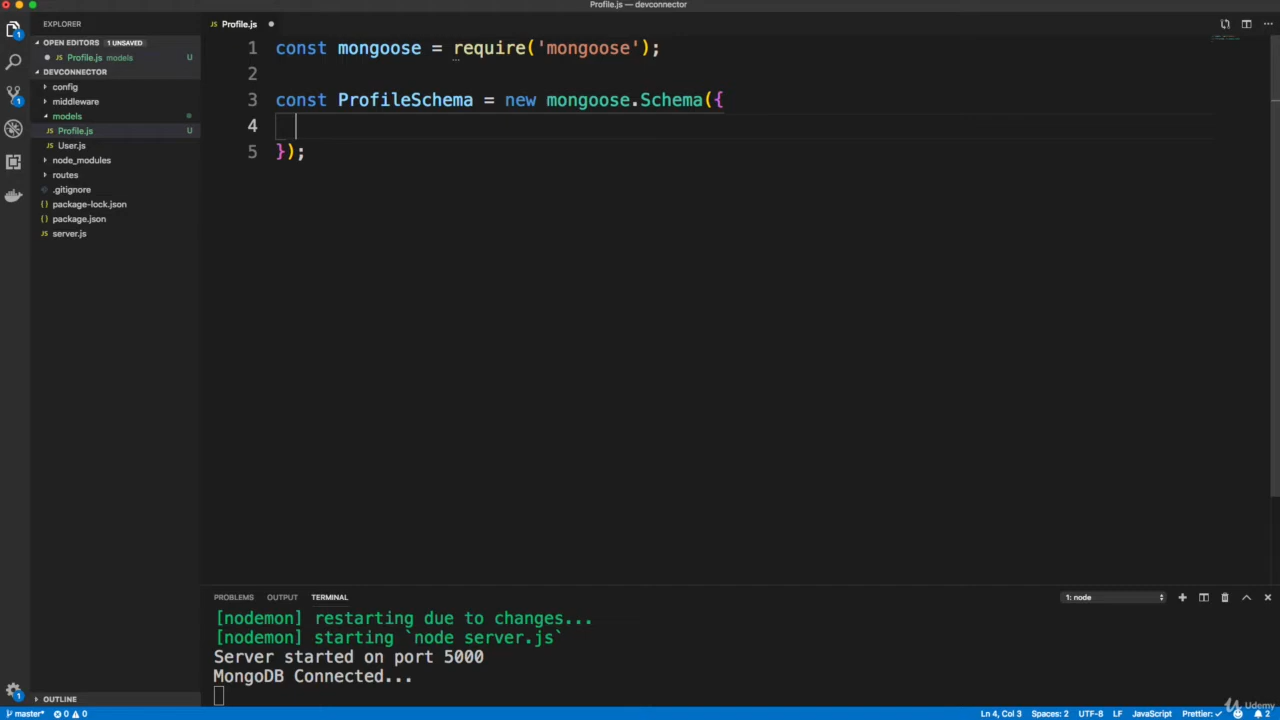 Profile.js — devconnector
EXPLORER
OPEN EDITORS 1 UNSAVED
Profile.js models U
DEVCONNECTOR
config
middleware
models
JS Profile.js U
JS User.js
node_modules
routes
.gitignore
{} package-lock.json
{} package.json
JS server.js
OUTLINE
JS Profile.js
1 const mongoose = require('mongoose');
2
3 const ProfileSchema = new mongoose.Schema({
4
5 });
PROBLEMS OUTPUT TERMINAL 1: node
[nodemon] restarting due to changes...
[nodemon] starting `node server.js`
Server started on port 5000
MongoDB Connected...
master* 0 0 Ln 4, Col 3 Spaces: 2 UTF-8 LF JavaScript Prettier: ✓ 2
1
1
1
Udemy